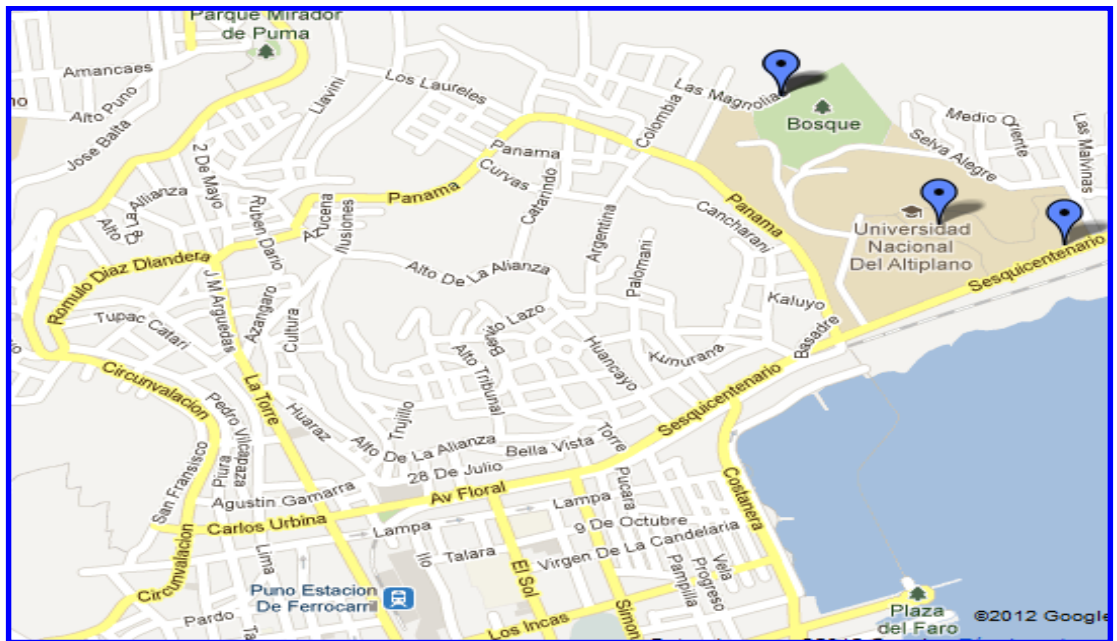 Parque Mirador
de Puma
Amancaes
Alto Puno
Jose Balta
Llavini
Los Laureles
Las Magnolia
Colombia
Bosque
Medio Oriente
Selva Alegre
Las Malvinas
2 De Mayo
Panama
Curvas
Catarindo
Panama
Panama
Cancharani
Argentina
Palomani
Alto De La Alianza
Ruben Dario
Azucena
Ilusiones
Universidad
Nacional
Del Altiplano
Sesquicentenario
Romulo Diaz Dlandera
J M Arguedas
Alto De La Alianza
Azangaro
Cultura
Tupac Catari
Kaluyo
Basadre
Bento Lazo
Alto Tribunal
Huancayo
Kunurana
Circunvalacion
La Torre
Pedro Vilcapaza
Huaraz
Trujillo
Sesquicentenario
Alto De La Alianza
Bella Vista
Torre
28 De Julio
San Fransisco
Piura
Agustin Gamarra
Av Floral
Pucara
Costanera
Carlos Urbina
Lampa
Lampa
9 De Octubre
Talara
Virgen De La Candelaria
Ilo
Lima
Circunvalacion
El Sol
Simon
Pampilla
Progreso
Vela
Puno Estacion
De Ferrocarril
Pardo
Los Incas
Plaza
del Faro
©2012 Google